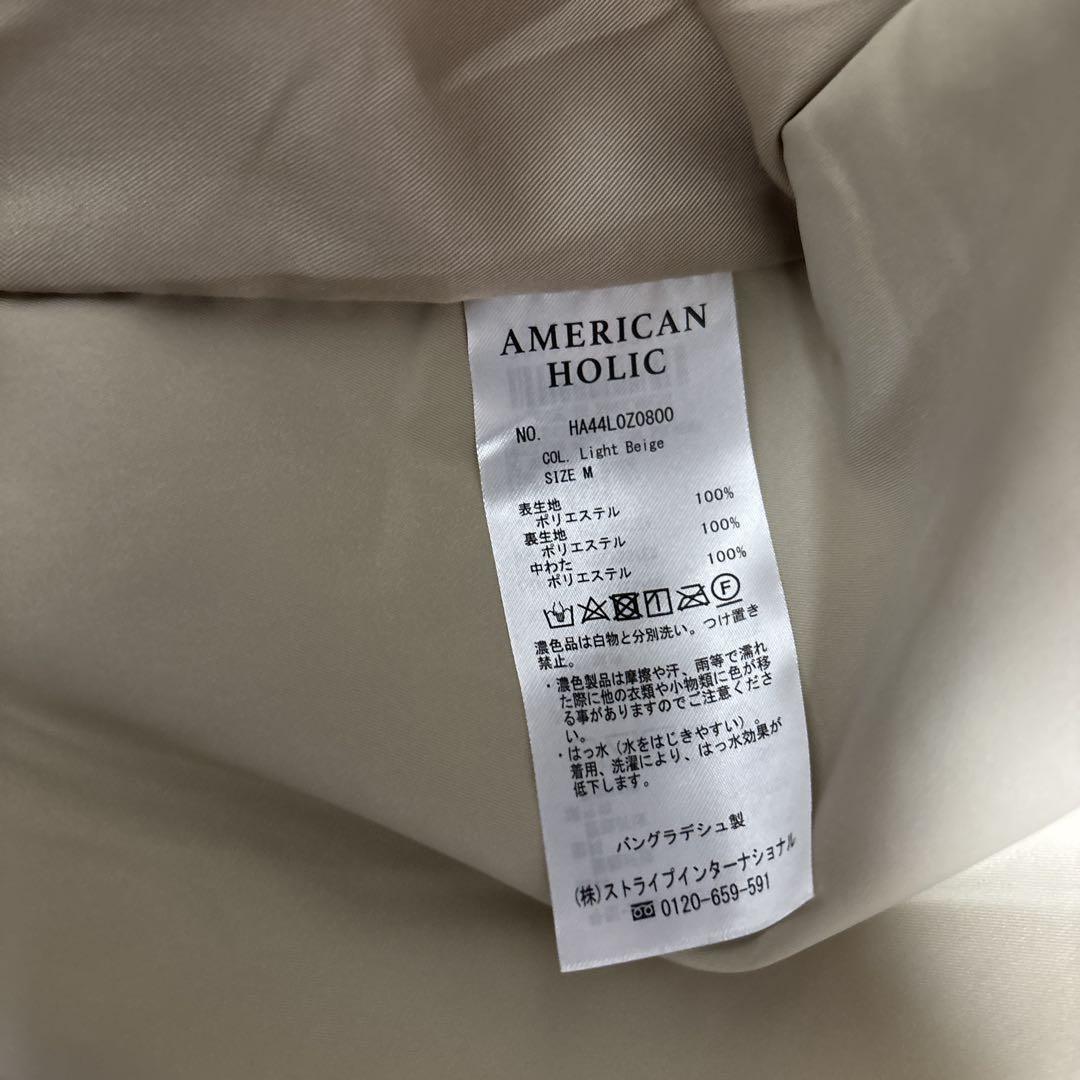 AMERICAN
HOLIC
NO. HA44L0Z0800
COL. Light Beige
SIZE M
表生地
ポリエステル 100%
裏生地
ポリエステル 100%
中わた
ポリエステル 100%
F
濃色品は白物と分別洗い。つけ置き
禁止。
・濃色製品は摩擦や汗、雨等で濡れ
た際に他の衣類や小物類に色が移
る事がありますのでご注意くださ
い。
・はっ水（水をはじきやすい）。
着用、洗濯により、はっ水効果が
低下します。
バングラデシュ製
(株)ストライプインターナショナル
0120-659-591